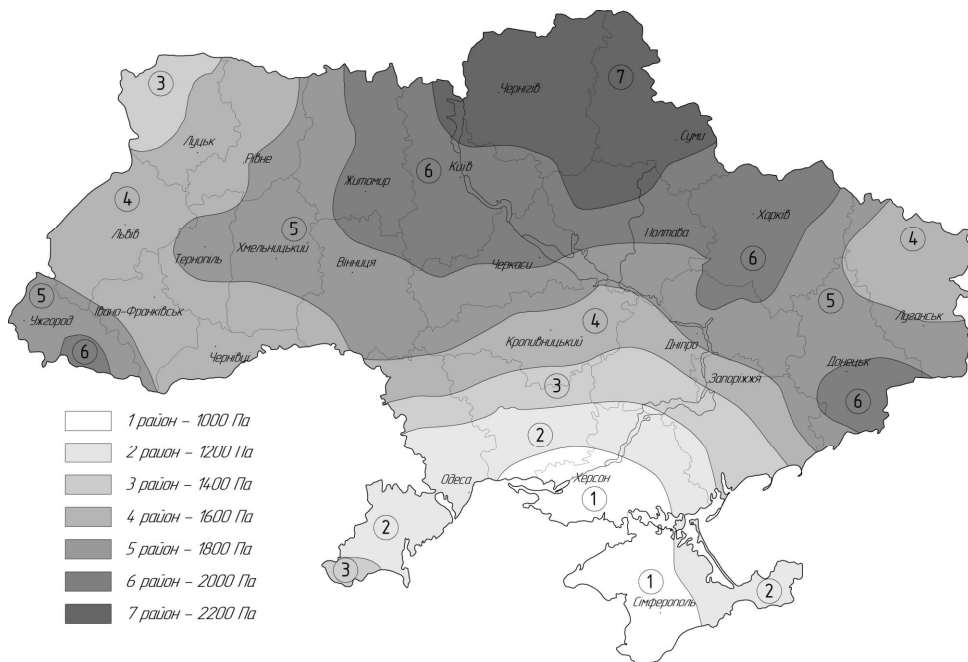 7
3
Чернігів
Суми
Луцьк
Рівне
6
Київ
Житомир
4
Харків
Львів
5
Хмельницький
Полтава
4
Тернопіль
Вінниця
Черкаси
6
5
Ужгород
Івано-Франківськ
5
Луганськ
4
Кропивницький
Дніпро
6
Чернівці
Донецьк
3
Запоріжжя
6
1 район - 1000 Па
2 район - 1200 Па
3 район - 1400 Па
4 район - 1600 Па
5 район - 1800 Па
6 район - 2000 Па
7 район - 2200 Па
2
Одеса
Херсон
1
2
3
1
2
Сімферополь